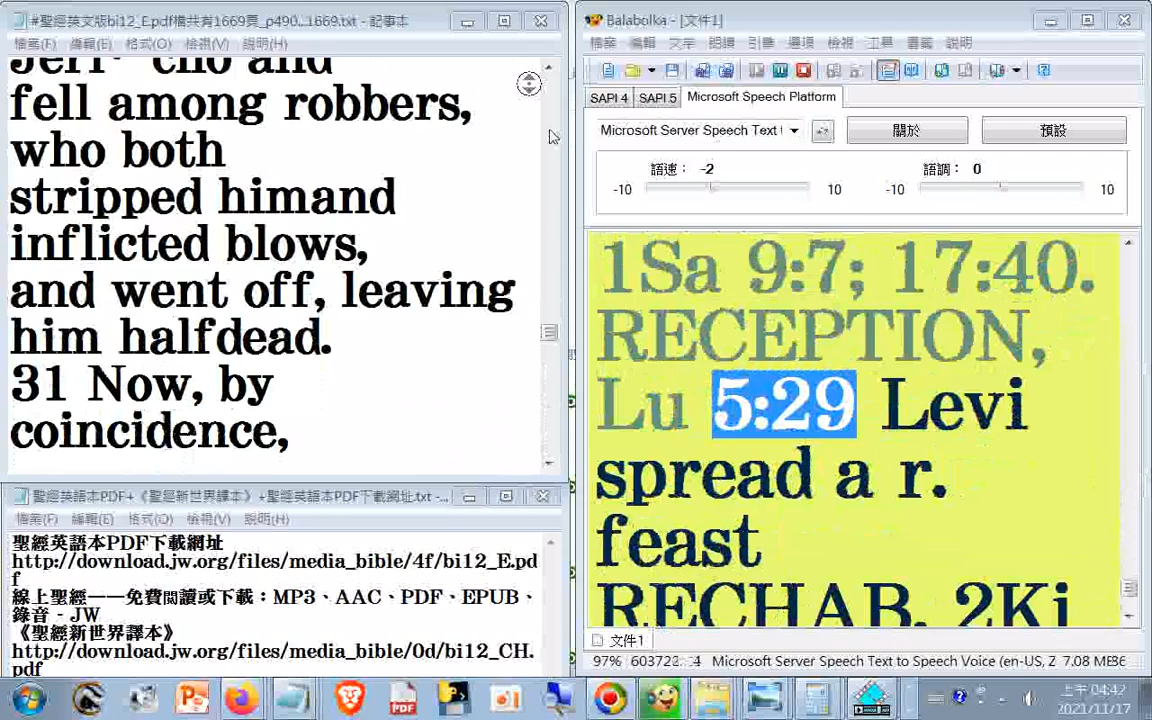 #聖經英文版bi12_E.pdf檔共有1669頁_p490...1669.txt - 記事本
檔案(F) 編輯(E) 格式(O) 檢視(V) 說明(H)
Jeri· cho and
fell among robbers,
who both
stripped himand
inflicted blows,
and went off, leaving
him halfdead.
31 Now, by
coincidence,
聖經英語本PDF+《聖經新世界譯本》+聖經英語本PDF下載網址.txt - ...
檔案(F) 編輯(E) 格式(O) 檢視(V) 說明(H)
聖經英語本PDF下載網址
http://download.jw.org/files/media_bible/4f/bi12_E.pd
f
線上聖經——免費閱讀或下載：MP3、AAC、PDF、EPUB、
錄音 - JW
《聖經新世界譯本》
http://download.jw.org/files/media_bible/0d/bi12_CH.
pdf
Balabolka - [文件1]
檔案 編輯 文字 朗讀 引擎 選項 檢視 工具 書籤 說明
SAPI 4 SAPI 5 Microsoft Speech Platform
Microsoft Server Speech Text 關於 預設
語速： -2 語調： 0
-10 10 -10 10
1Sa 9:7; 17:40.
RECEPTION,
Lu 5:29 Levi
spread a r.
feast
RECHAB, 2Ki
文件1
97% Microsoft Server Speech Text to Speech Voice (en-US, Z 7.08 MB
上午 04:42
2021/11/17